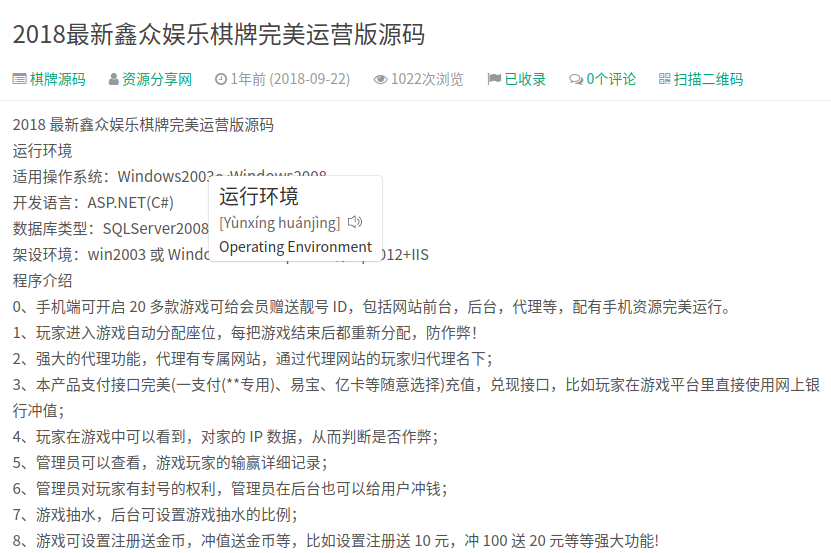 2018最新鑫众娱乐棋牌完美运营版源码
棋牌源码 资源分享网 1年前 (2018-09-22) 1022次浏览 已收录 0个评论 扫描二维码
2018 最新鑫众娱乐棋牌完美运营版源码
运行环境
适用操作系统：Windows2003
开发语言：ASP.NET(C#)
数据库类型：SQLServer2008
架设环境：win2003 或 012+IIS
运行环境
[Yùnxíng huánjìng]
Operating Environment
程序介绍
0、手机端可开启 20 多款游戏可给会员赠送靓号 ID，包括网站前台，后台，代理等，配有手机资源完美运行。
1、玩家进入游戏自动分配座位，每把游戏结束后都重新分配，防作弊！
2、强大的代理功能，代理有专属网站，通过代理网站的玩家归代理名下；
3、本产品支付接口完美(一支付(**专用)、易宝、亿卡等随意选择)充值，兑现接口，比如玩家在游戏平台里直接使用网上银
行冲值；
4、玩家在游戏中可以看到，对家的 IP 数据，从而判断是否作弊；
5、管理员可以查看，游戏玩家的输赢详细记录；
6、管理员对玩家有封号的权利，管理员在后台也可以给用户冲钱；
7、游戏抽水，后台可设置游戏抽水的比例；
8、游戏可设置注册送金币，冲值送金币等，比如设置注册送 10 元，冲 100 送 20 元等等强大功能!